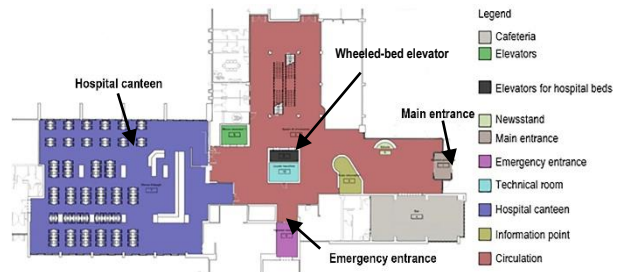 Legend
Cafeteria
Elevators
Elevators for hospital beds
Newsstand
Main entrance
Emergency entrance
Technical room
Hospital canteen
Information point
Circulation
Wheeled-bed elevator
Hospital canteen
Main entrance
Emergency entrance